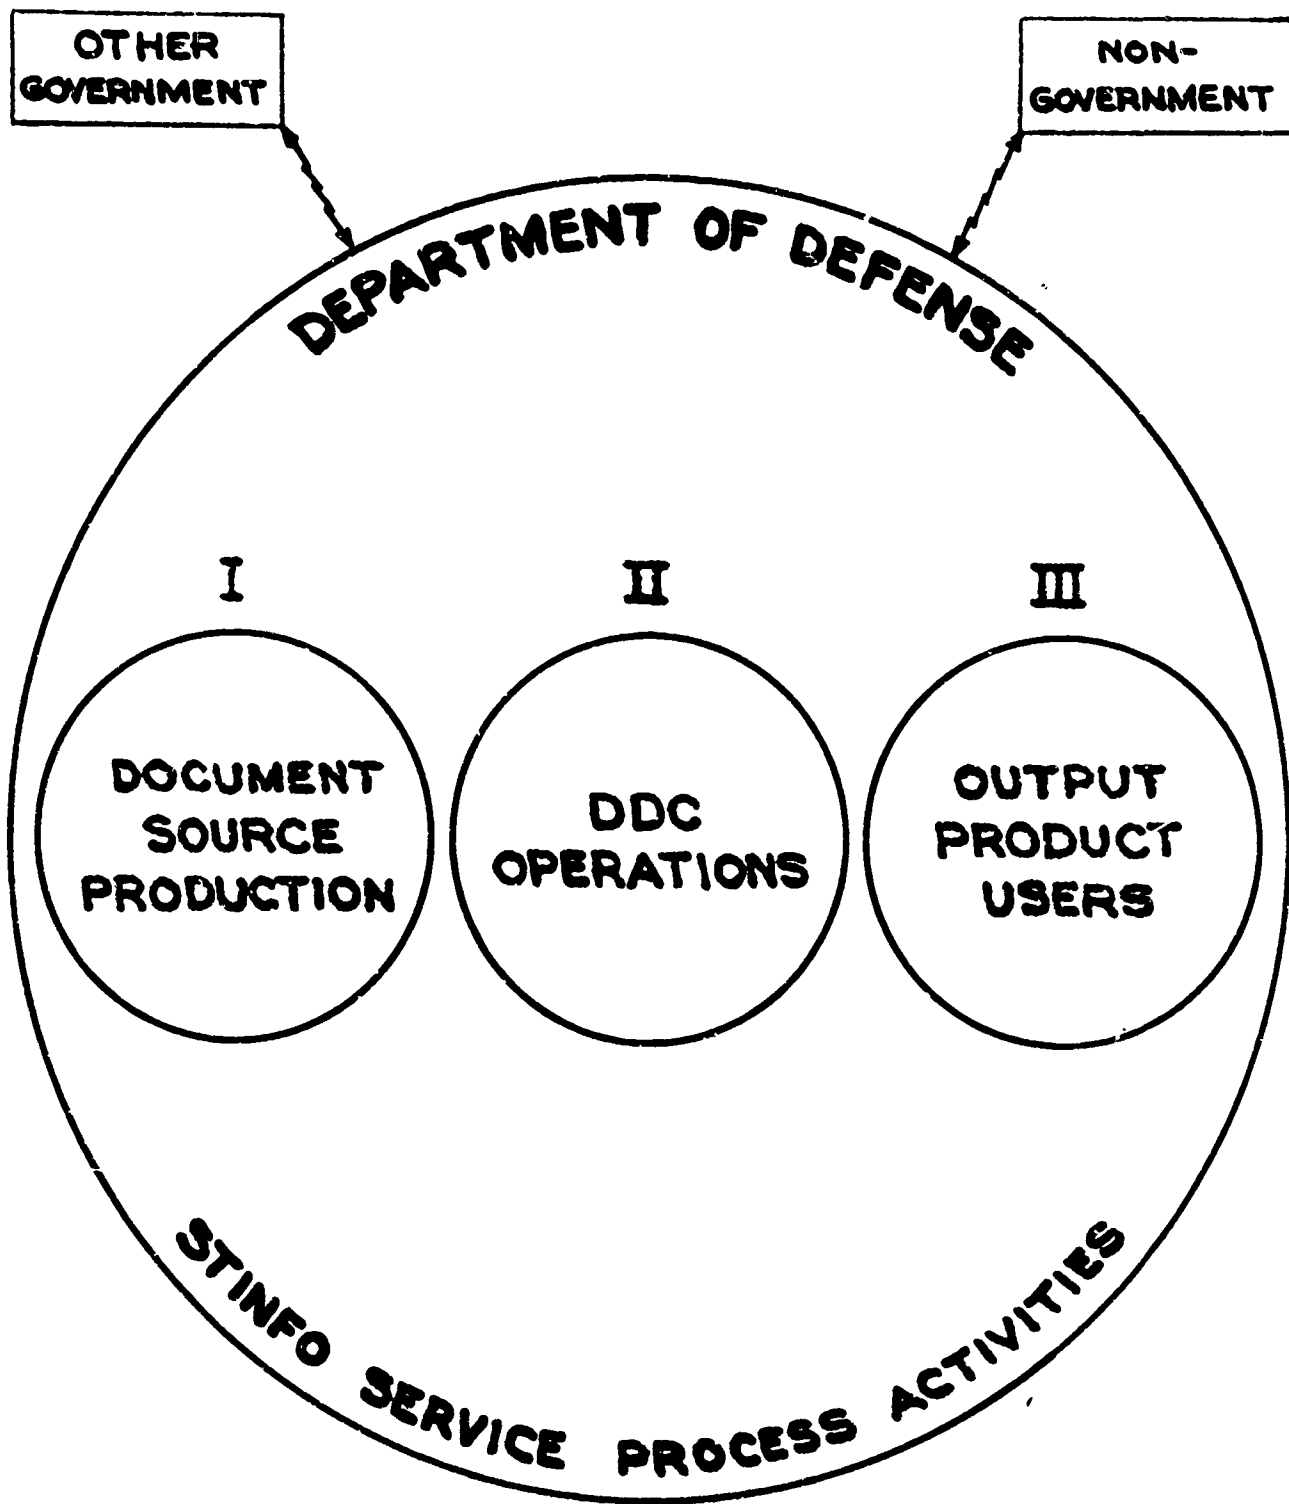 OTHER
GOVERNMENT
NON-
GOVERNMENT
DEPARTMENT OF DEFENSE
I
II
III
DOCUMENT
SOURCE
PRODUCTION
DDC
OPERATIONS
OUTPUT
PRODUCT
USERS
STINFO SERVICE PROCESS ACTIVITIES